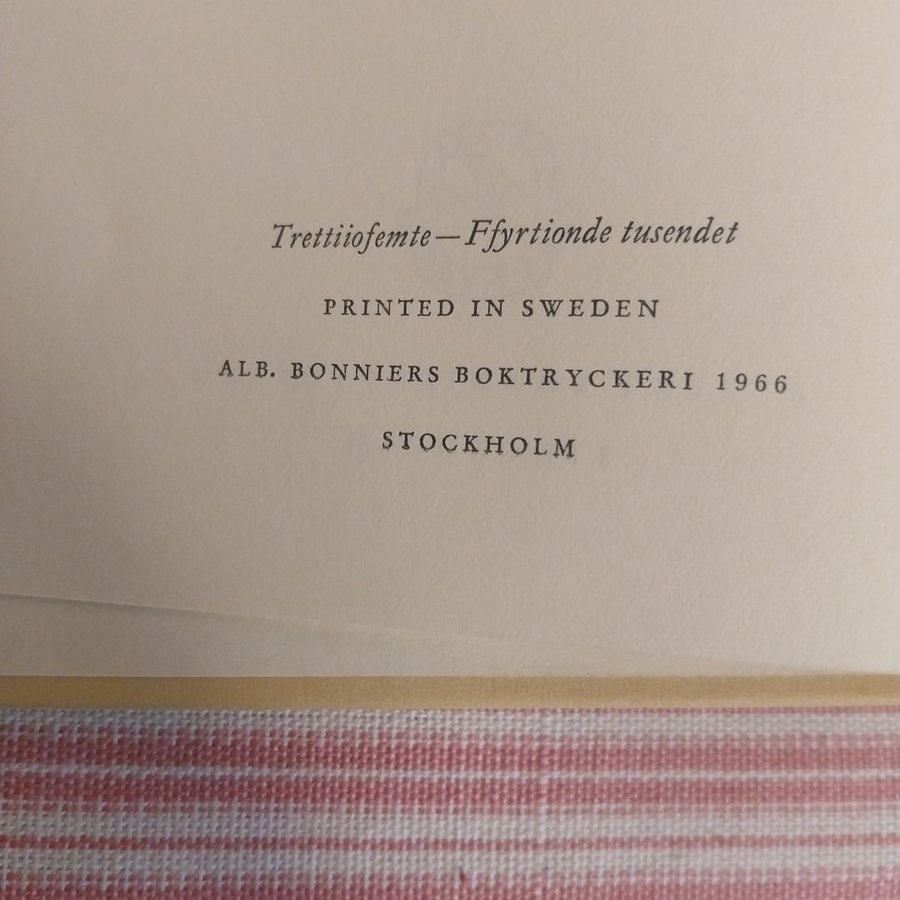 Trettiiofemte—Ffyrtionde tusendet
PRINTED IN SWEDEN
ALB. BONNIERS BOKTRYCKERI 1966
STOCKHOLM